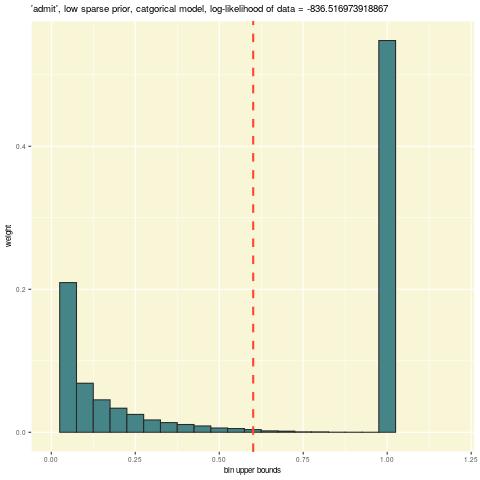 'admit', low sparse prior, catgorical model, log-likelihood of data = -836.516973918867
0.4
0.2
0.0
weight
0.00 0.25 0.50 0.75 1.00 1.25
bin upper bounds